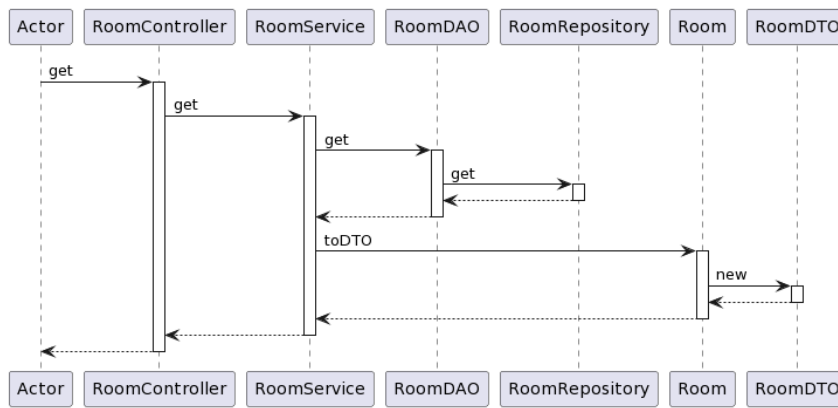 Actor RoomController RoomService RoomDAO RoomRepository Room RoomDTO
get
get
get
get
toDTO
new
Actor RoomController RoomService RoomDAO RoomRepository Room RoomDTO